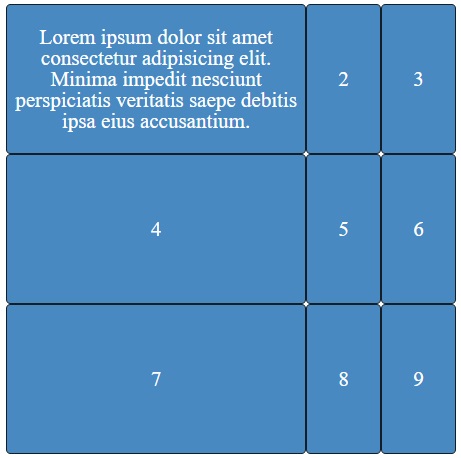 Lorem ipsum dolor sit amet
consectetur adipisicing elit.
Minima impedit nesciunt
perspiciatis veritatis saepe debitis
ipsa eius accusantium.
2
3
4
5
6
7
8
9